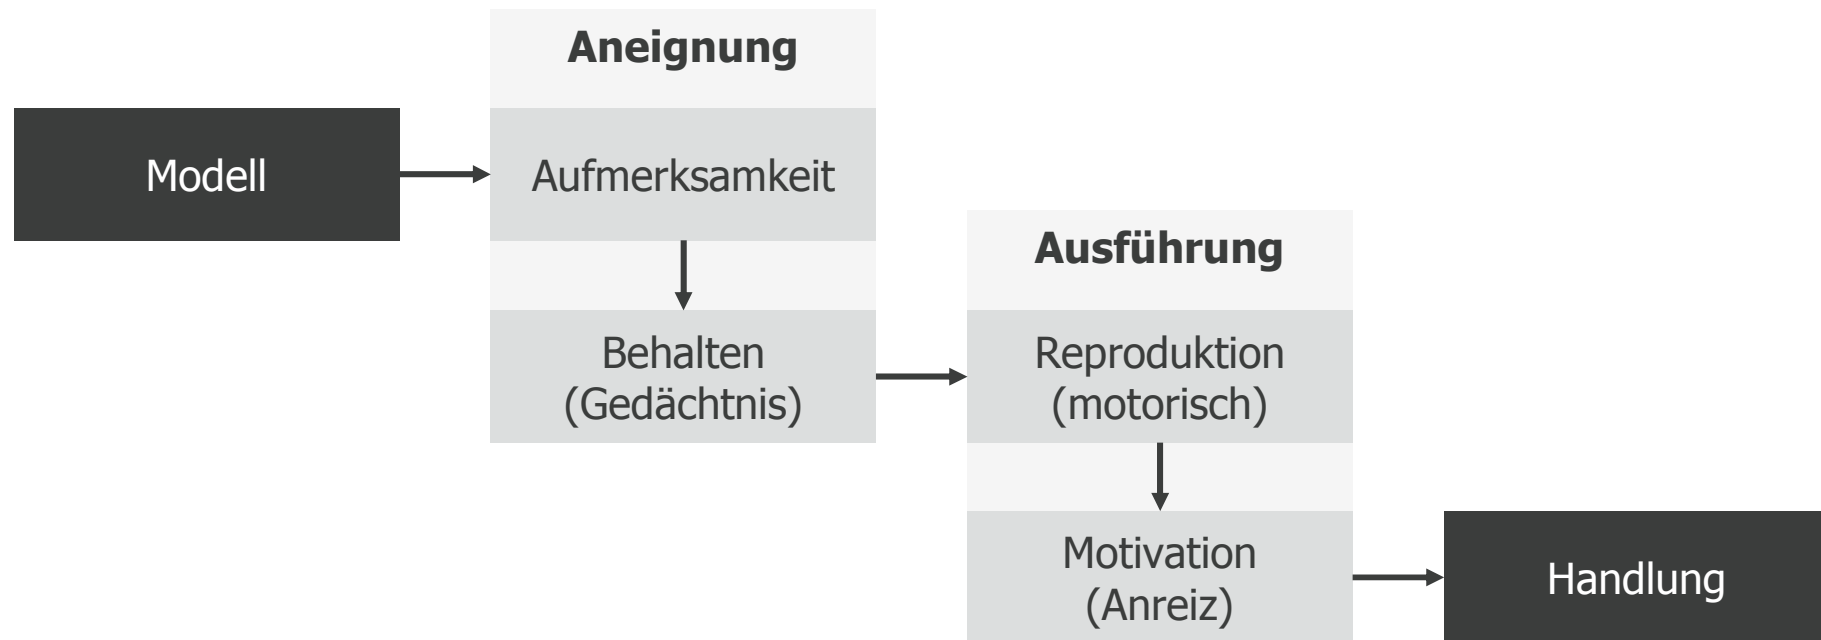 Aneignung
Modell
Aufmerksamkeit
Ausführung
Behalten
(Gedächtnis)
Reproduktion
(motorisch)
Motivation
(Anreiz)
Handlung